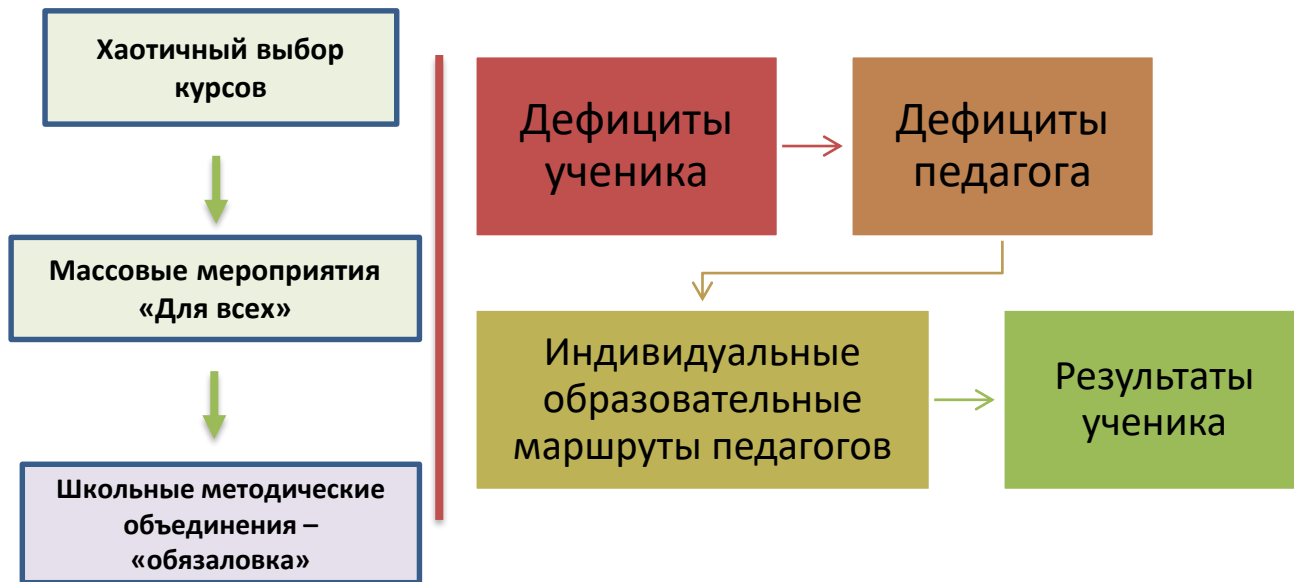 Хаотичный выбор
курсов
Массовые мероприятия
«Для всех»
Школьные методические
объединения –
«обязаловка»
Дефициты
ученика
Дефициты
педагога
Индивидуальные
образовательные
маршруты педагогов
Результаты
ученика